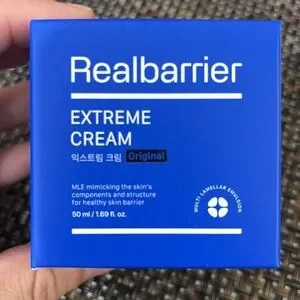 Realbarrier
EXTREME
CREAM
익스트림 크림 Original
MLE mimicking the skin's
components and structure
for healthy skin barrier
50 ml / 1.69 fl. oz.
MULTI LAMELLAR EMULSION